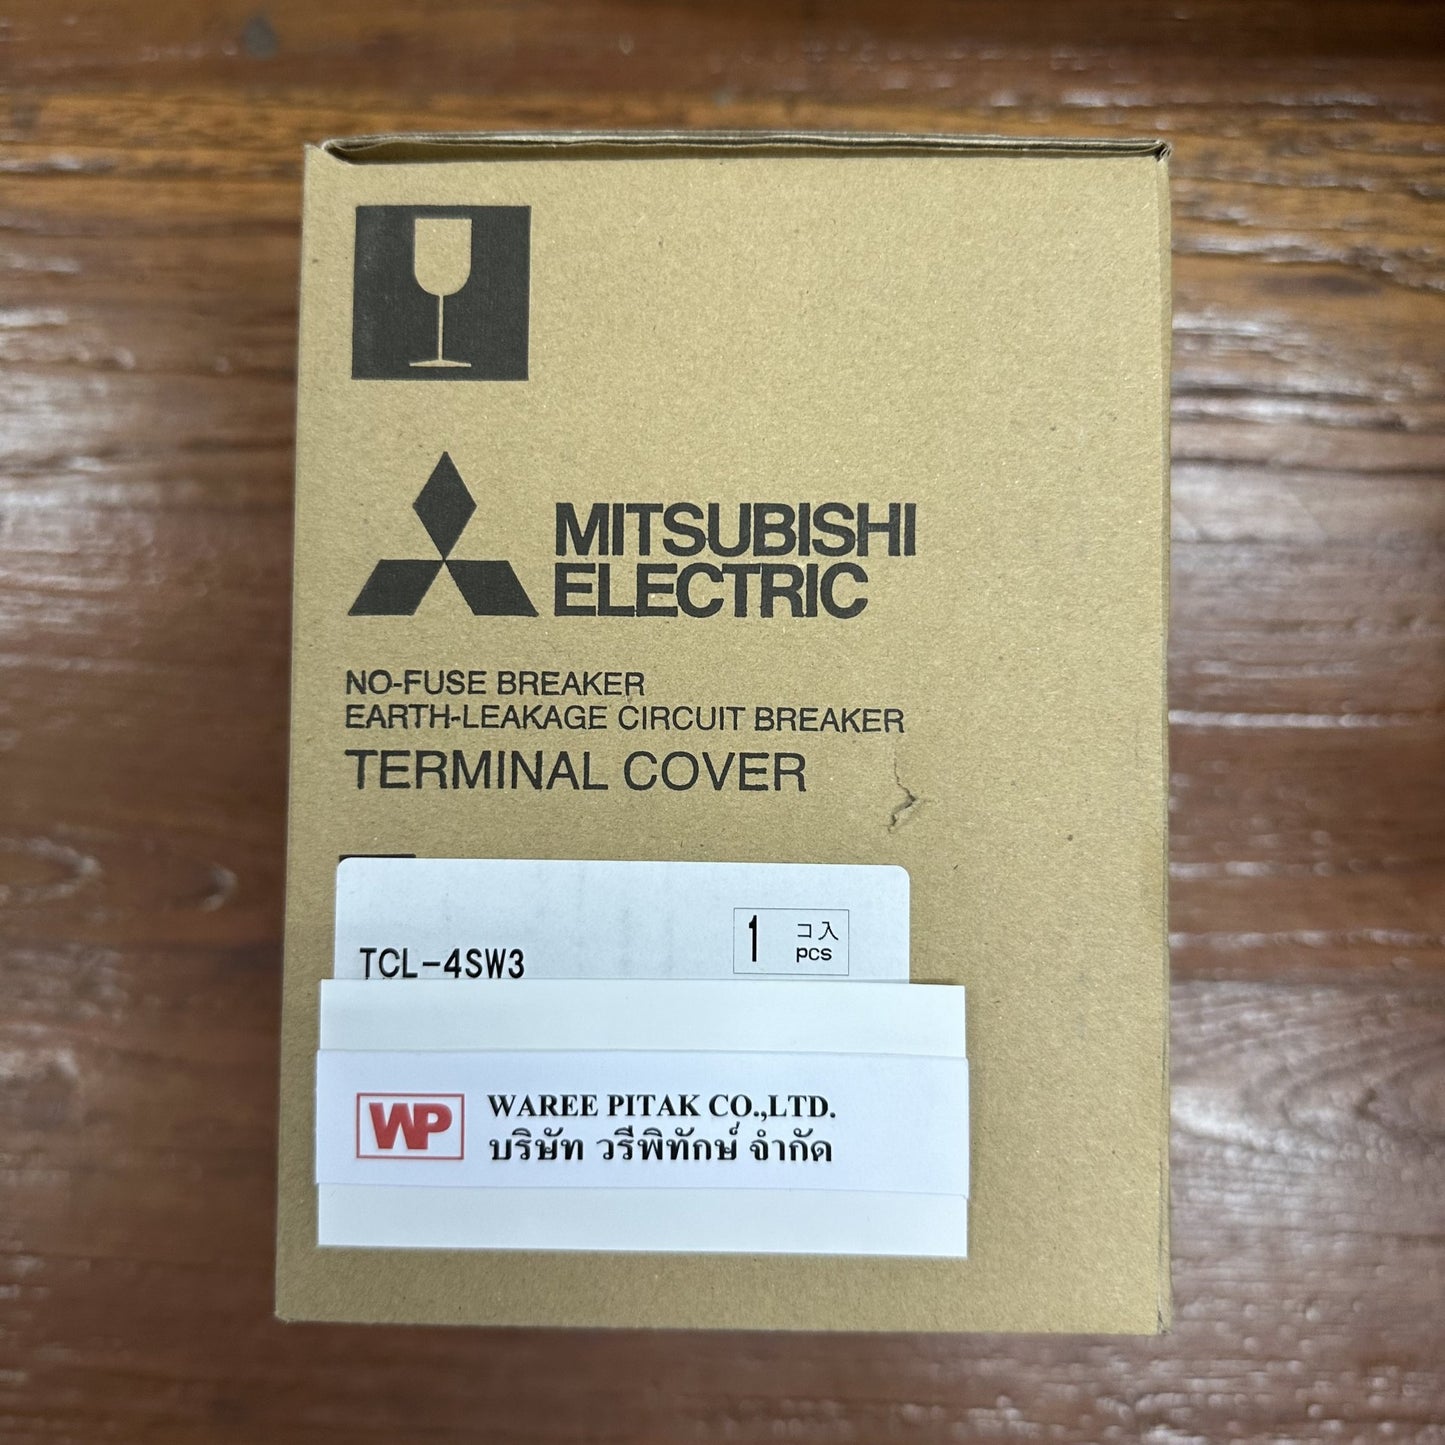 MITSUBISHI
ELECTRIC
NO-FUSE BREAKER
EARTH-LEAKAGE CIRCUIT BREAKER
TERMINAL COVER
TCL-4SW3
1 コ入
pcs
WP
WAREE PITAK CO.,LTD.
บริษัท วรีพิทักษ์ จำกัด